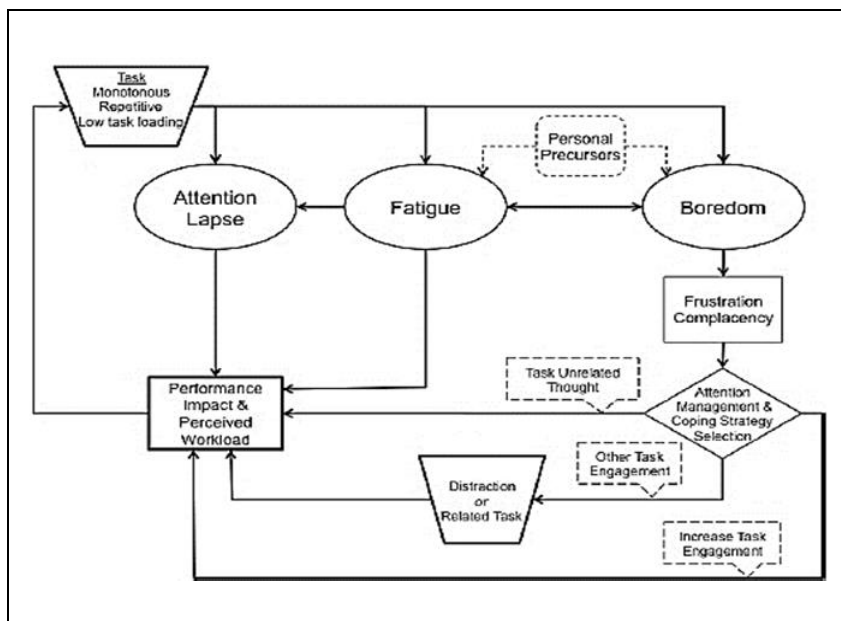 Task
Monotonous
Repetitive
Low task loading
Personal
Precursors
Attention
Lapse
Fatigue
Boredom
Frustration
Complacency
Task Unrelated
Thought
Attention
Management &
Coping Strategy
Selection
Performance
Impact &
Perceived
Workload
Other Task
Engagement
Distraction
or
Related Task
Increase Task
Engagement